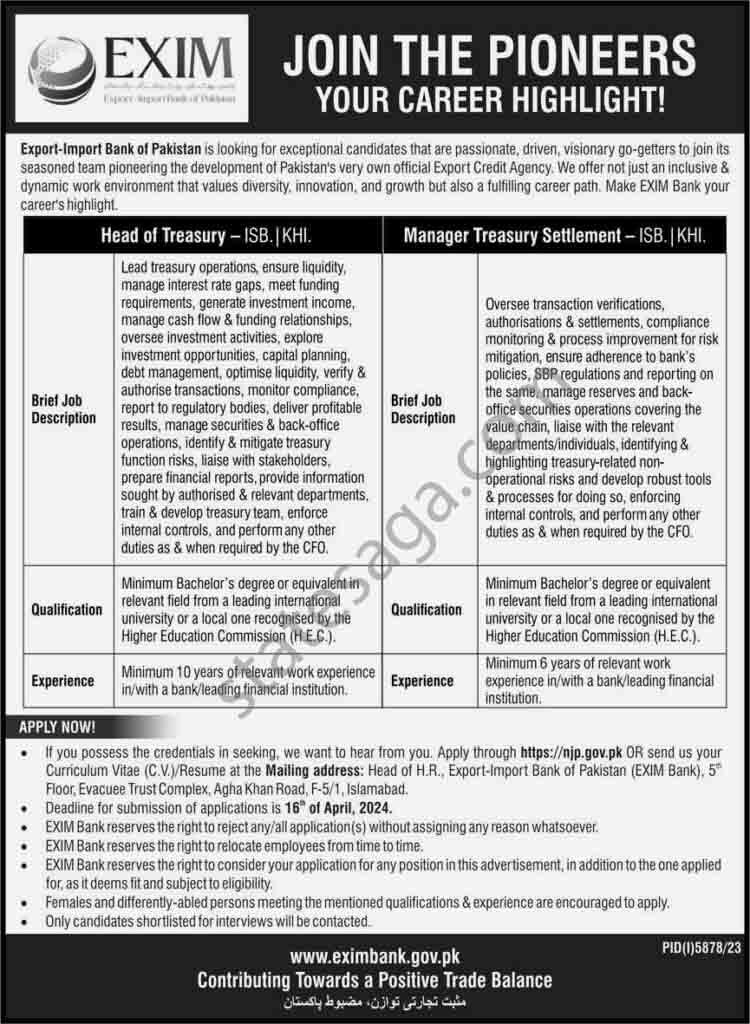 EXIM
Export-Import Bank of Pakistan
JOIN THE PIONEERS
YOUR CAREER HIGHLIGHT!
Export-Import Bank of Pakistan is looking for exceptional candidates that are passionate, driven, visionary go-getters to join its
seasoned team pioneering the development of Pakistan's very own official Export Credit Agency. We offer not just an inclusive &
dynamic work environment that values diversity, innovation, and growth but also a fulfilling career path. Make EXIM Bank your
career's highlight.
Head of Treasury – ISB. | KHI.
Brief Job
Description
Lead treasury operations, ensure liquidity,
manage interest rate gaps, meet funding
requirements, generate investment income,
manage cash flow & funding relationships,
oversee investment activities, explore
investment opportunities, capital planning,
debt management, optimise liquidity, verify &
authorise transactions, monitor compliance,
report to regulatory bodies, deliver profitable
results, manage securities & back-office
operations, identify & mitigate treasury
function risks, liaise with stakeholders,
prepare financial reports, provide information
sought by authorised & relevant departments,
train & develop treasury team, enforce
internal controls, and perform any other
duties as & when required by the CFO.
Qualification
Minimum Bachelor's degree or equivalent in
relevant field from a leading international
university or a local one recognised by the
Higher Education Commission (H.E.C.).
Experience
Minimum 10 years of relevant work experience
in/with a bank/leading financial institution.
Manager Treasury Settlement – ISB. | KHI.
Brief Job
Description
Oversee transaction verifications,
authorisations & settlements, compliance
monitoring & process improvement for risk
mitigation, ensure adherence to bank's
policies, SBP regulations and reporting on
the same, manage reserves and back-
office securities operations covering the
value chain, liaise with the relevant
departments/individuals, identifying &
highlighting treasury-related non-
operational risks and develop robust tools
& processes for doing so, enforcing
internal controls, and perform any other
duties as & when required by the CFO.
Qualification
Minimum Bachelor's degree or equivalent
in relevant field from a leading international
university or a local one recognised by the
Higher Education Commission (H.E.C.).
Experience
Minimum 6 years of relevant work
experience in/with a bank/leading financial
institution.
statesaga.com
APPLY NOW!
• If you possess the credentials in seeking, we want to hear from you. Apply through https://njp.gov.pk OR send us your
Curriculum Vitae (C.V.)/Resume at the Mailing address: Head of H.R., Export-Import Bank of Pakistan (EXIM Bank), 5th
Floor, Evacuee Trust Complex, Agha Khan Road, F-5/1, Islamabad.
• Deadline for submission of applications is 16th of April, 2024.
• EXIM Bank reserves the right to reject any/all application(s) without assigning any reason whatsoever.
• EXIM Bank reserves the right to relocate employees from time to time.
• EXIM Bank reserves the right to consider your application for any position in this advertisement, in addition to the one applied
for, as it deems fit and subject to eligibility.
• Females and differently-abled persons meeting the mentioned qualifications & experience are encouraged to apply.
• Only candidates shortlisted for interviews will be contacted.
PID(I)5878/23
www.eximbank.gov.pk
Contributing Towards a Positive Trade Balance
مثبت تجارتی توازن، مضبوط پاکستان